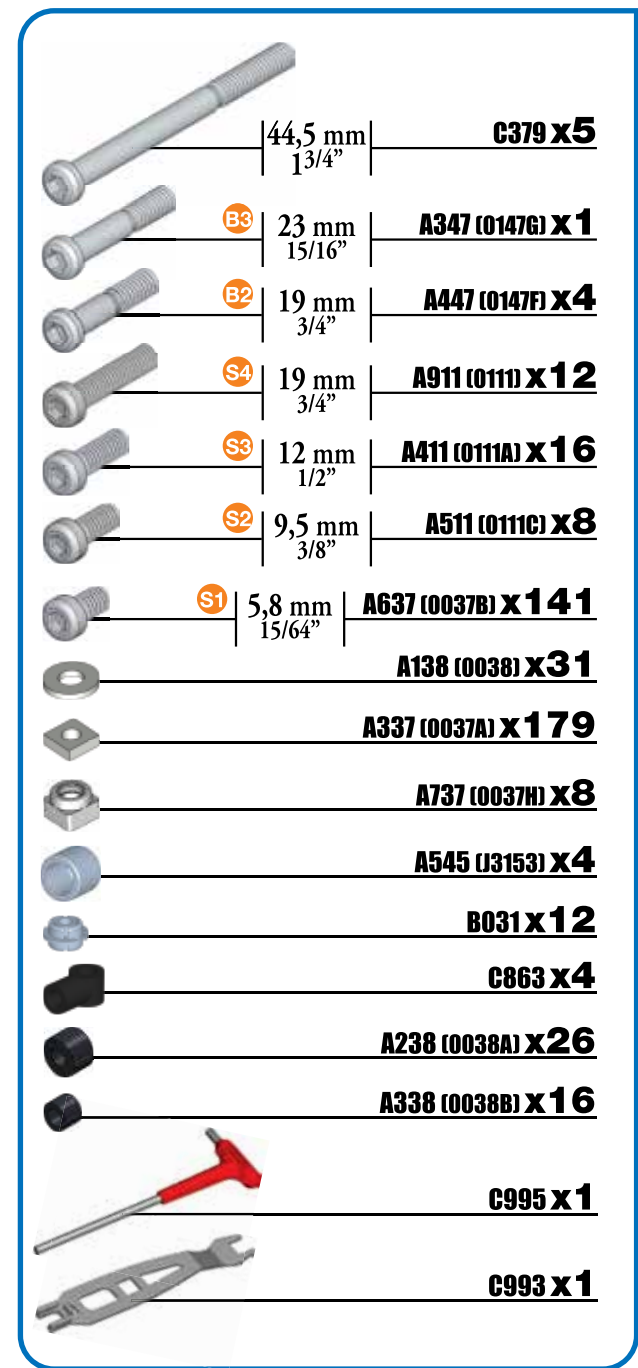 44,5 mm
1 3/4”
C379 x5
B3
23 mm
15/16”
A347 (0147G) x1
B2
19 mm
3/4”
A447 (0147F) x4
S4
19 mm
3/4”
A911 (0111) x12
S3
12 mm
1/2”
A411 (0111A) x16
S2
9,5 mm
3/8”
A511 (0111C) x8
S1
5,8 mm
15/64”
A637 (0037B) x141
A138 (0038) x31
A337 (0037A) x179
A737 (0037H) x8
A545 (J3153) x4
B031 x12
C863 x4
A238 (0038A) x26
A338 (0038B) x16
C995 x1
C993 x1